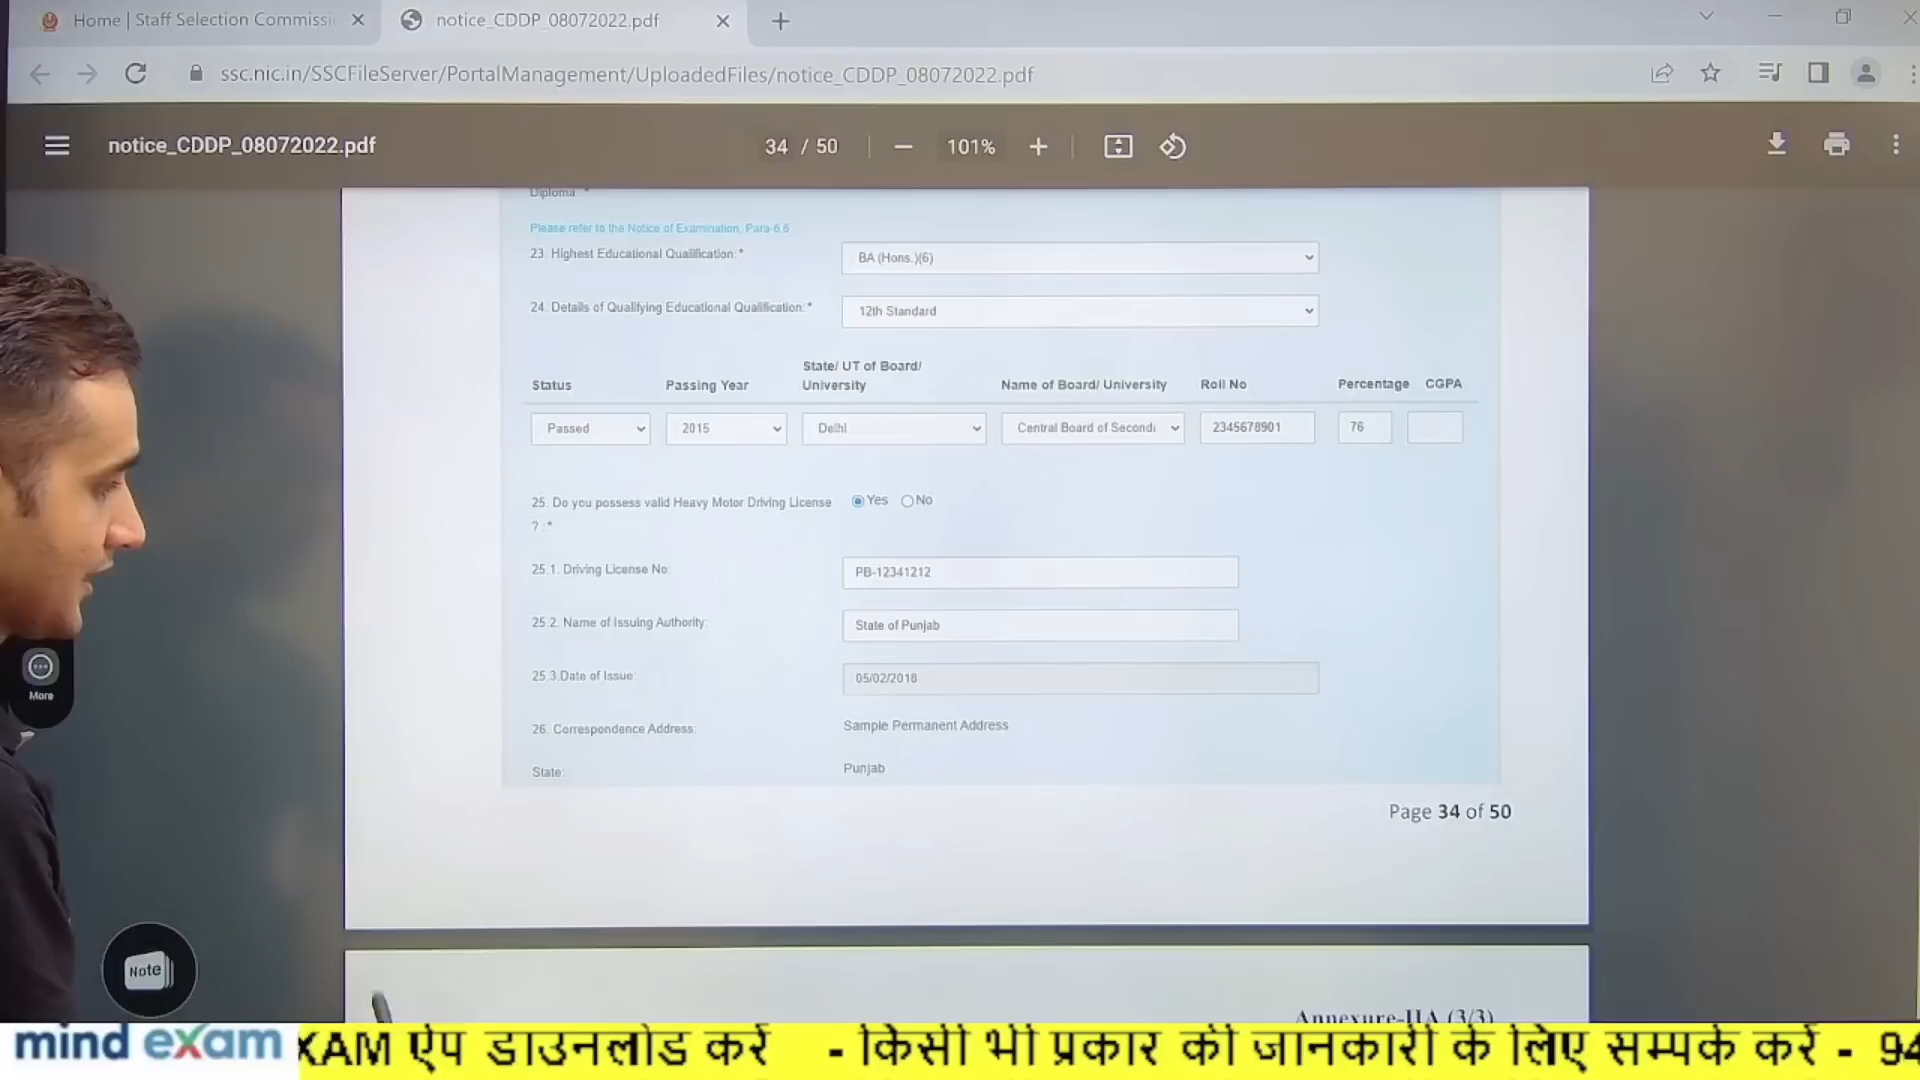 Home | Staff Selection Commissi
notice_CDDP_08072022.pdf
ssc.nic.in/SSCFileServer/PortalManagement/UploadedFiles/notice_CDDP_08072022.pdf
notice_CDDP_08072022.pdf
34 / 50
101%
Diploma: *
Please refer to the Notice of Examination, Para-6.6
23. Highest Educational Qualification:*
BA (Hons.)(6)
24. Details of Qualifying Educational Qualification:*
12th Standard
Status Passing Year State/ UT of Board/ University Name of Board/ University Roll No Percentage CGPA
Passed 2015 Delhi Central Board of Secondi 2345678901 76
25. Do you possess valid Heavy Motor Driving License
? :*
Yes No
25.1. Driving License No:
PB-12341212
25.2. Name of Issuing Authority:
State of Punjab
25.3.Date of Issue:
05/02/2018
26. Correspondence Address:
Sample Permanent Address
State:
Punjab
Page 34 of 50
Annexure-IIA (3/3)
More
Note
mind exam
XAM ऐप डाउनलोड करें - किसी भी प्रकार की जानकारी के लिए सम्पर्क करें - 94